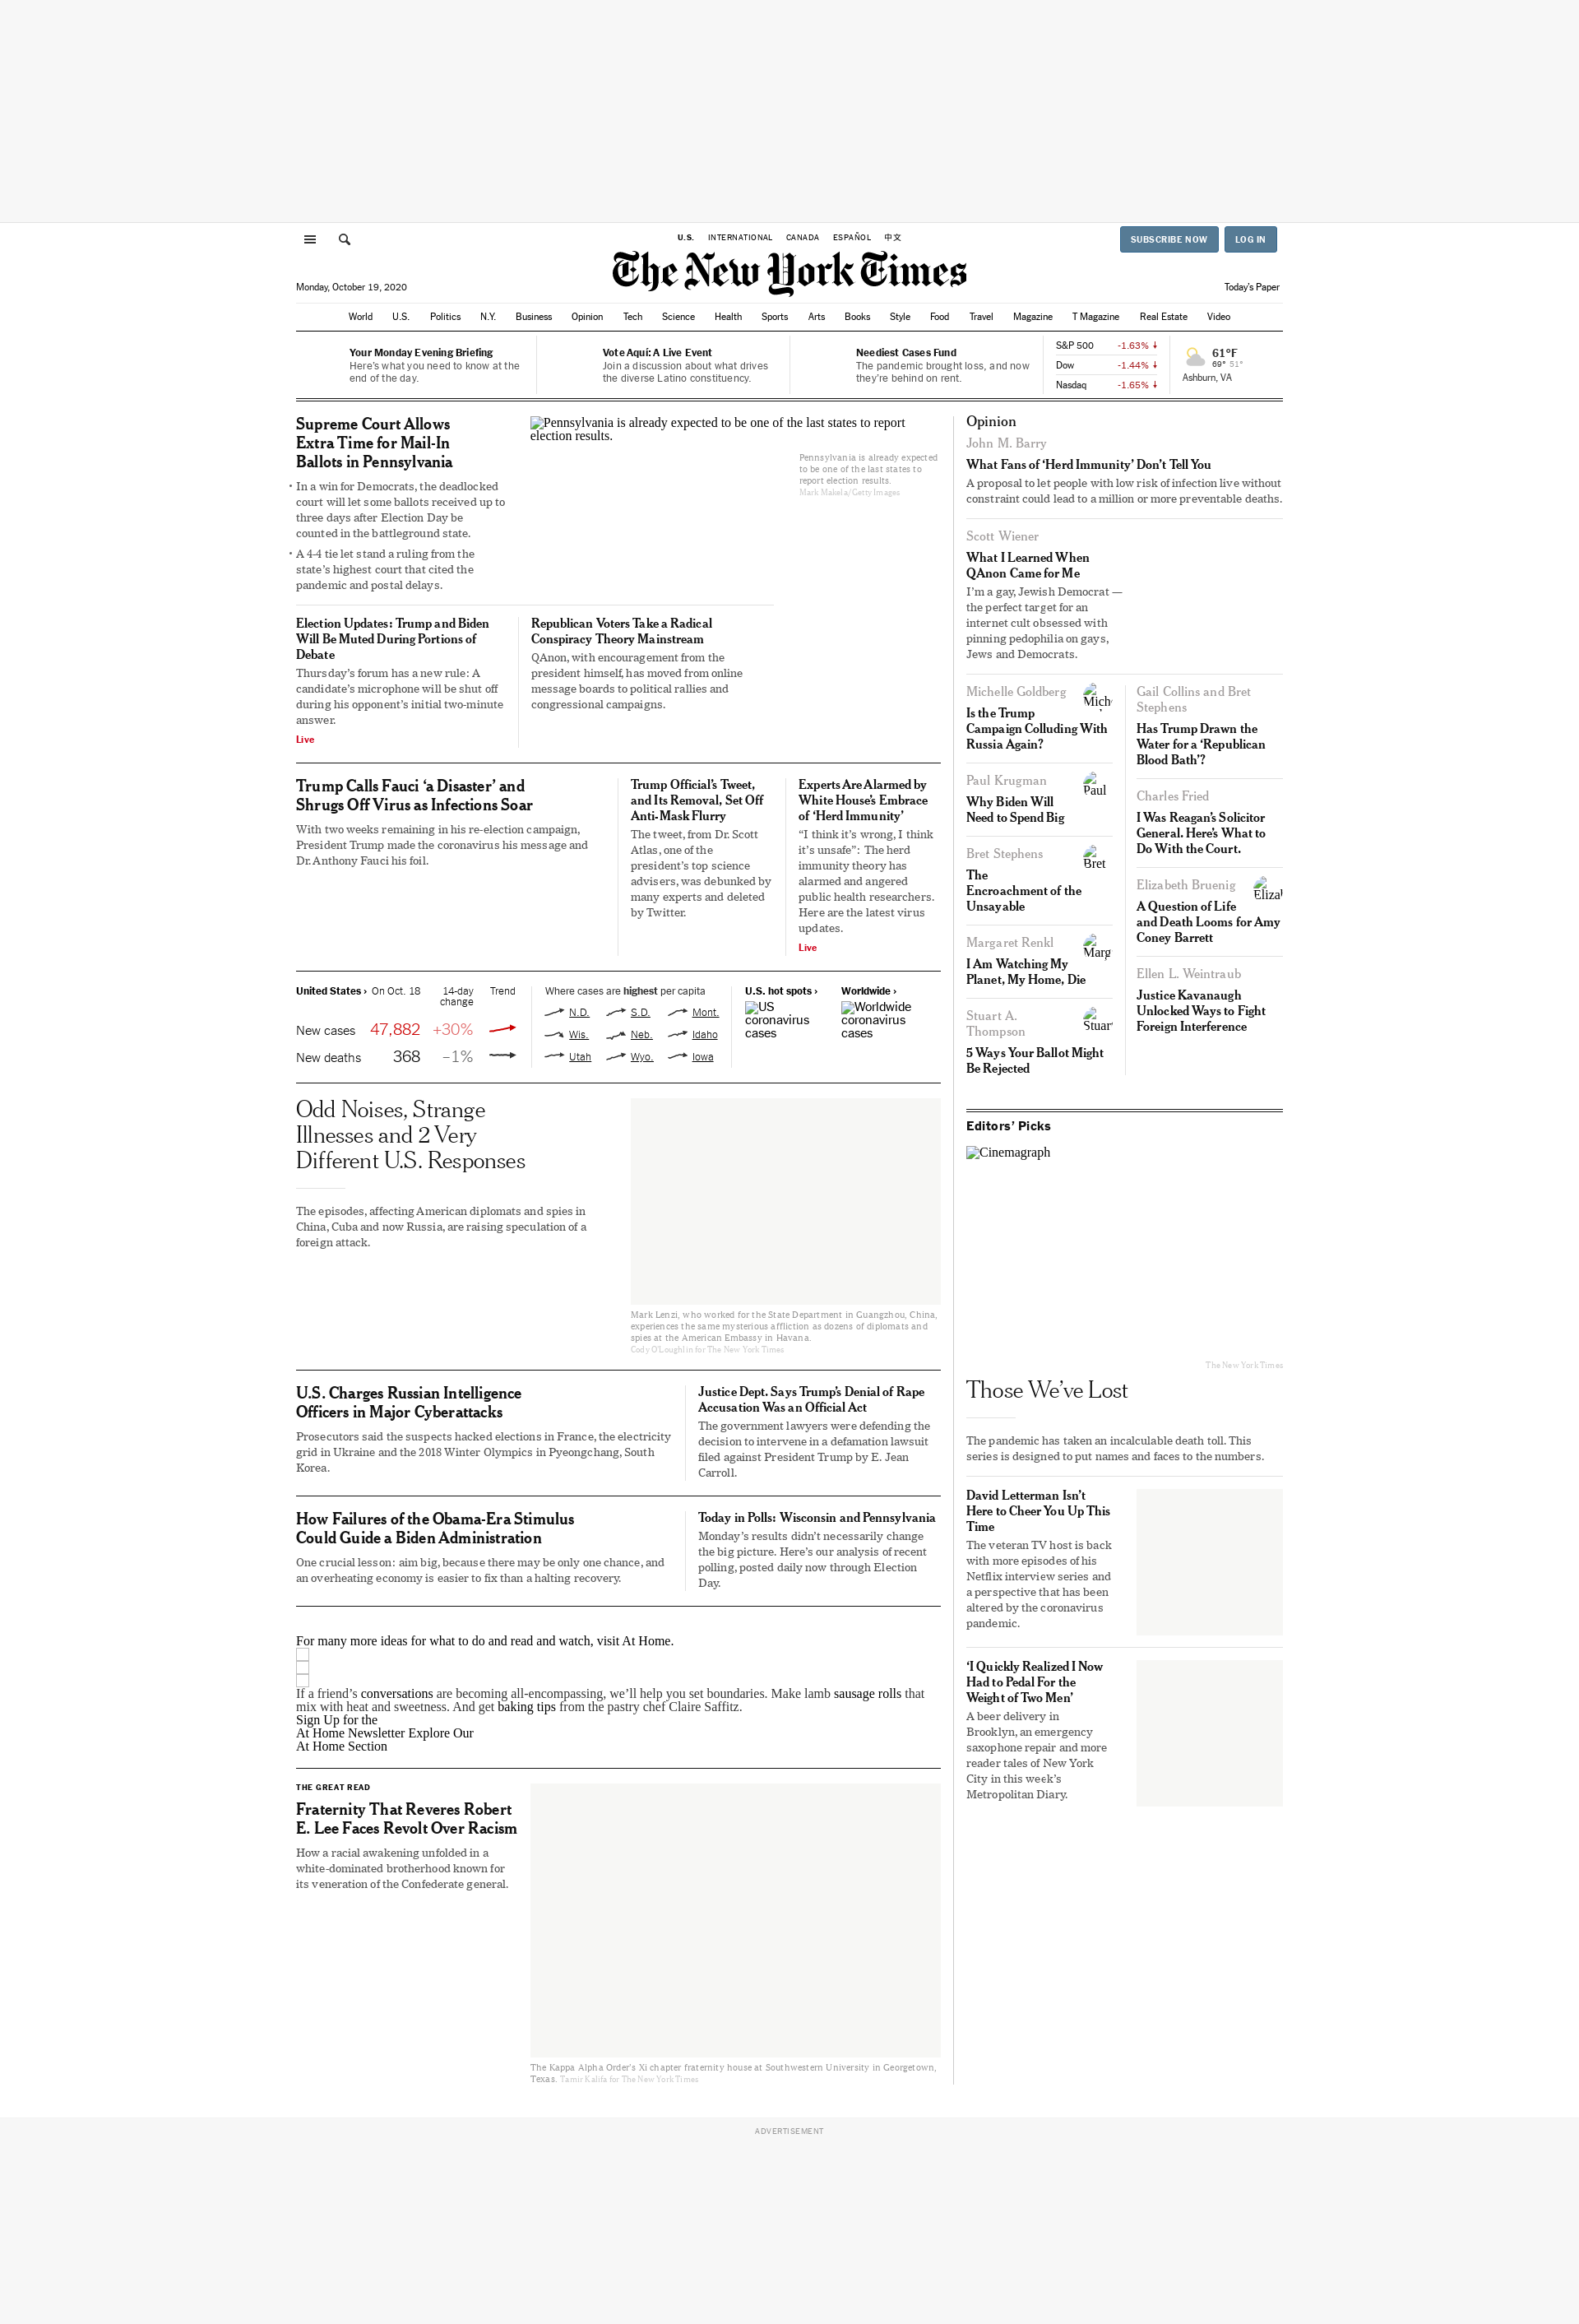 U.S. INTERNATIONAL CANADA ESPAÑOL 中文
SUBSCRIBE NOW LOG IN
The New York Times
Monday, October 19, 2020
Today's Paper
World U.S. Politics N.Y. Business Opinion Tech Science Health Sports Arts Books Style Food Travel Magazine T Magazine Real Estate Video
Your Monday Evening Briefing
Here's what you need to know at the
end of the day.
Vote Aquí: A Live Event
Join a discussion about what drives
the diverse Latino constituency.
Neediest Cases Fund
The pandemic brought loss, and now
they're behind on rent.
S&P 500 -1.63%
Dow -1.44%
Nasdaq -1.65%
61°F
69° 51°
Ashburn, VA
Supreme Court Allows
Extra Time for Mail-In
Ballots in Pennsylvania
• In a win for Democrats, the deadlocked
court will let some ballots received up to
three days after Election Day be
counted in the battleground state.
• A 4-4 tie let stand a ruling from the
state's highest court that cited the
pandemic and postal delays.
Pennsylvania is already expected to be one of the last states to report
election results.
Pennsylvania is already expected
to be one of the last states to
report election results.
Mark Makela/Getty Images
Election Updates: Trump and Biden
Will Be Muted During Portions of
Debate
Thursday's forum has a new rule: A
candidate's microphone will be shut off
during his opponent's initial two-minute
answer.
Live
Republican Voters Take a Radical
Conspiracy Theory Mainstream
QAnon, with encouragement from the
president himself, has moved from online
message boards to political rallies and
congressional campaigns.
Trump Calls Fauci ‘a Disaster’ and
Shrugs Off Virus as Infections Soar
With two weeks remaining in his re-election campaign,
President Trump made the coronavirus his message and
Dr. Anthony Fauci his foil.
Trump Official's Tweet,
and Its Removal, Set Off
Anti-Mask Flurry
The tweet, from Dr. Scott
Atlas, one of the
president's top science
advisers, was debunked by
many experts and deleted
by Twitter.
Experts Are Alarmed by
White House's Embrace
of ‘Herd Immunity’
“I think it's wrong, I think
it's unsafe”: The herd
immunity theory has
alarmed and angered
public health researchers.
Here are the latest virus
updates.
Live
United States › On Oct. 18 14-day Trend
change
New cases 47,882 +30%
New deaths 368 –1%
Where cases are highest per capita
N.D. S.D. Mont.
Wis. Neb. Idaho
Utah Wyo. Iowa
U.S. hot spots ›
US
coronavirus
cases
Worldwide ›
Worldwide
coronavirus
cases
Odd Noises, Strange
Illnesses and 2 Very
Different U.S. Responses
The episodes, affecting American diplomats and spies in
China, Cuba and now Russia, are raising speculation of a
foreign attack.
Mark Lenzi, who worked for the State Department in Guangzhou, China,
experiences the same mysterious affliction as dozens of diplomats and
spies at the American Embassy in Havana.
Cody O'Loughlin for The New York Times
U.S. Charges Russian Intelligence
Officers in Major Cyberattacks
Prosecutors said the suspects hacked elections in France, the electricity
grid in Ukraine and the 2018 Winter Olympics in Pyeongchang, South
Korea.
Justice Dept. Says Trump's Denial of Rape
Accusation Was an Official Act
The government lawyers were defending the
decision to intervene in a defamation lawsuit
filed against President Trump by E. Jean
Carroll.
How Failures of the Obama-Era Stimulus
Could Guide a Biden Administration
One crucial lesson: aim big, because there may be only one chance, and
an overheating economy is easier to fix than a halting recovery.
Today in Polls: Wisconsin and Pennsylvania
Monday's results didn't necessarily change
the big picture. Here's our analysis of recent
polling, posted daily now through Election
Day.
For many more ideas for what to do and read and watch, visit At Home.
If a friend's conversations are becoming all-encompassing, we'll help you set boundaries. Make lamb sausage rolls that
mix with heat and sweetness. And get baking tips from the pastry chef Claire Saffitz.
Sign Up for the
At Home Newsletter Explore Our
At Home Section
THE GREAT READ
Fraternity That Reveres Robert
E. Lee Faces Revolt Over Racism
How a racial awakening unfolded in a
white-dominated brotherhood known for
its veneration of the Confederate general.
The Kappa Alpha Order's Xi chapter fraternity house at Southwestern University in Georgetown,
Texas. Tamir Kalifa for The New York Times
Opinion
John M. Barry
What Fans of ‘Herd Immunity’ Don't Tell You
A proposal to let people with low risk of infection live without
constraint could lead to a million or more preventable deaths.
Scott Wiener
What I Learned When
QAnon Came for Me
I'm a gay, Jewish Democrat —
the perfect target for an
internet cult obsessed with
pinning pedophilia on gays,
Jews and Democrats.
Michelle Goldberg
Is the Trump
Campaign Colluding With
Russia Again?
Paul Krugman
Paul
Why Biden Will
Need to Spend Big
Bret Stephens
Bret
The
Encroachment of the
Unsayable
Margaret Renkl
Marg
I Am Watching My
Planet, My Home, Die
Stuart A.
Thompson
Stuart
5 Ways Your Ballot Might
Be Rejected
Gail Collins and Bret
Stephens
Has Trump Drawn the
Water for a ‘Republican
Blood Bath’?
Charles Fried
I Was Reagan's Solicitor
General. Here's What to
Do With the Court.
Elizabeth Bruenig
A Question of Life
and Death Looms for Amy
Coney Barrett
Ellen L. Weintraub
Justice Kavanaugh
Unlocked Ways to Fight
Foreign Interference
Editors' Picks
Cinemagraph
The New York Times
Those We've Lost
The pandemic has taken an incalculable death toll. This
series is designed to put names and faces to the numbers.
David Letterman Isn't
Here to Cheer You Up This
Time
The veteran TV host is back
with more episodes of his
Netflix interview series and
a perspective that has been
altered by the coronavirus
pandemic.
‘I Quickly Realized I Now
Had to Pedal For the
Weight of Two Men’
A beer delivery in
Brooklyn, an emergency
saxophone repair and more
reader tales of New York
City in this week's
Metropolitan Diary.
ADVERTISEMENT